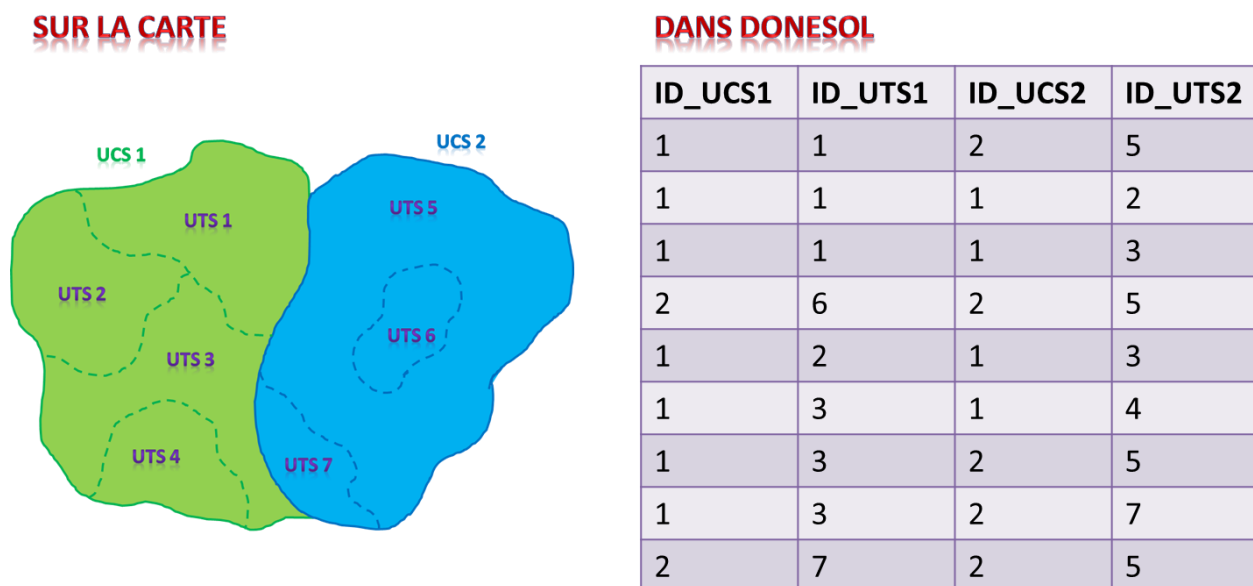 SUR LA CARTE
UCS 1
UCS 2
UTS 1
UTS 5
UTS 2
UTS 6
UTS 3
UTS 4
UTS 7
DANS DONESOL
ID_UCS1 ID_UTS1 ID_UCS2 ID_UTS2
1 1 2 5
1 1 1 2
1 1 1 3
2 6 2 5
1 2 1 3
1 3 1 4
1 3 2 5
1 3 2 7
2 7 2 5